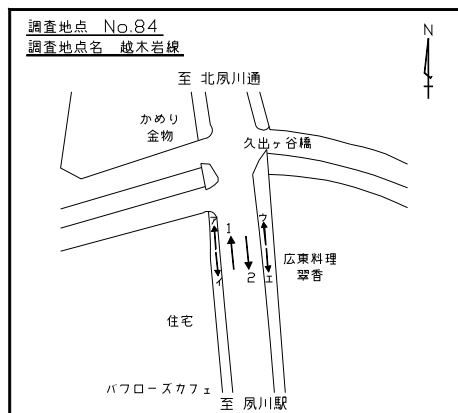 調査地点 No.84
調査地点名 越木岩線
N
至 北夙川通
かめり
金物
久出ヶ谷橋
ア
1
ウ
イ
2
エ
広東料理
翠香
住宅
バフローズカフェ
至 夙川駅